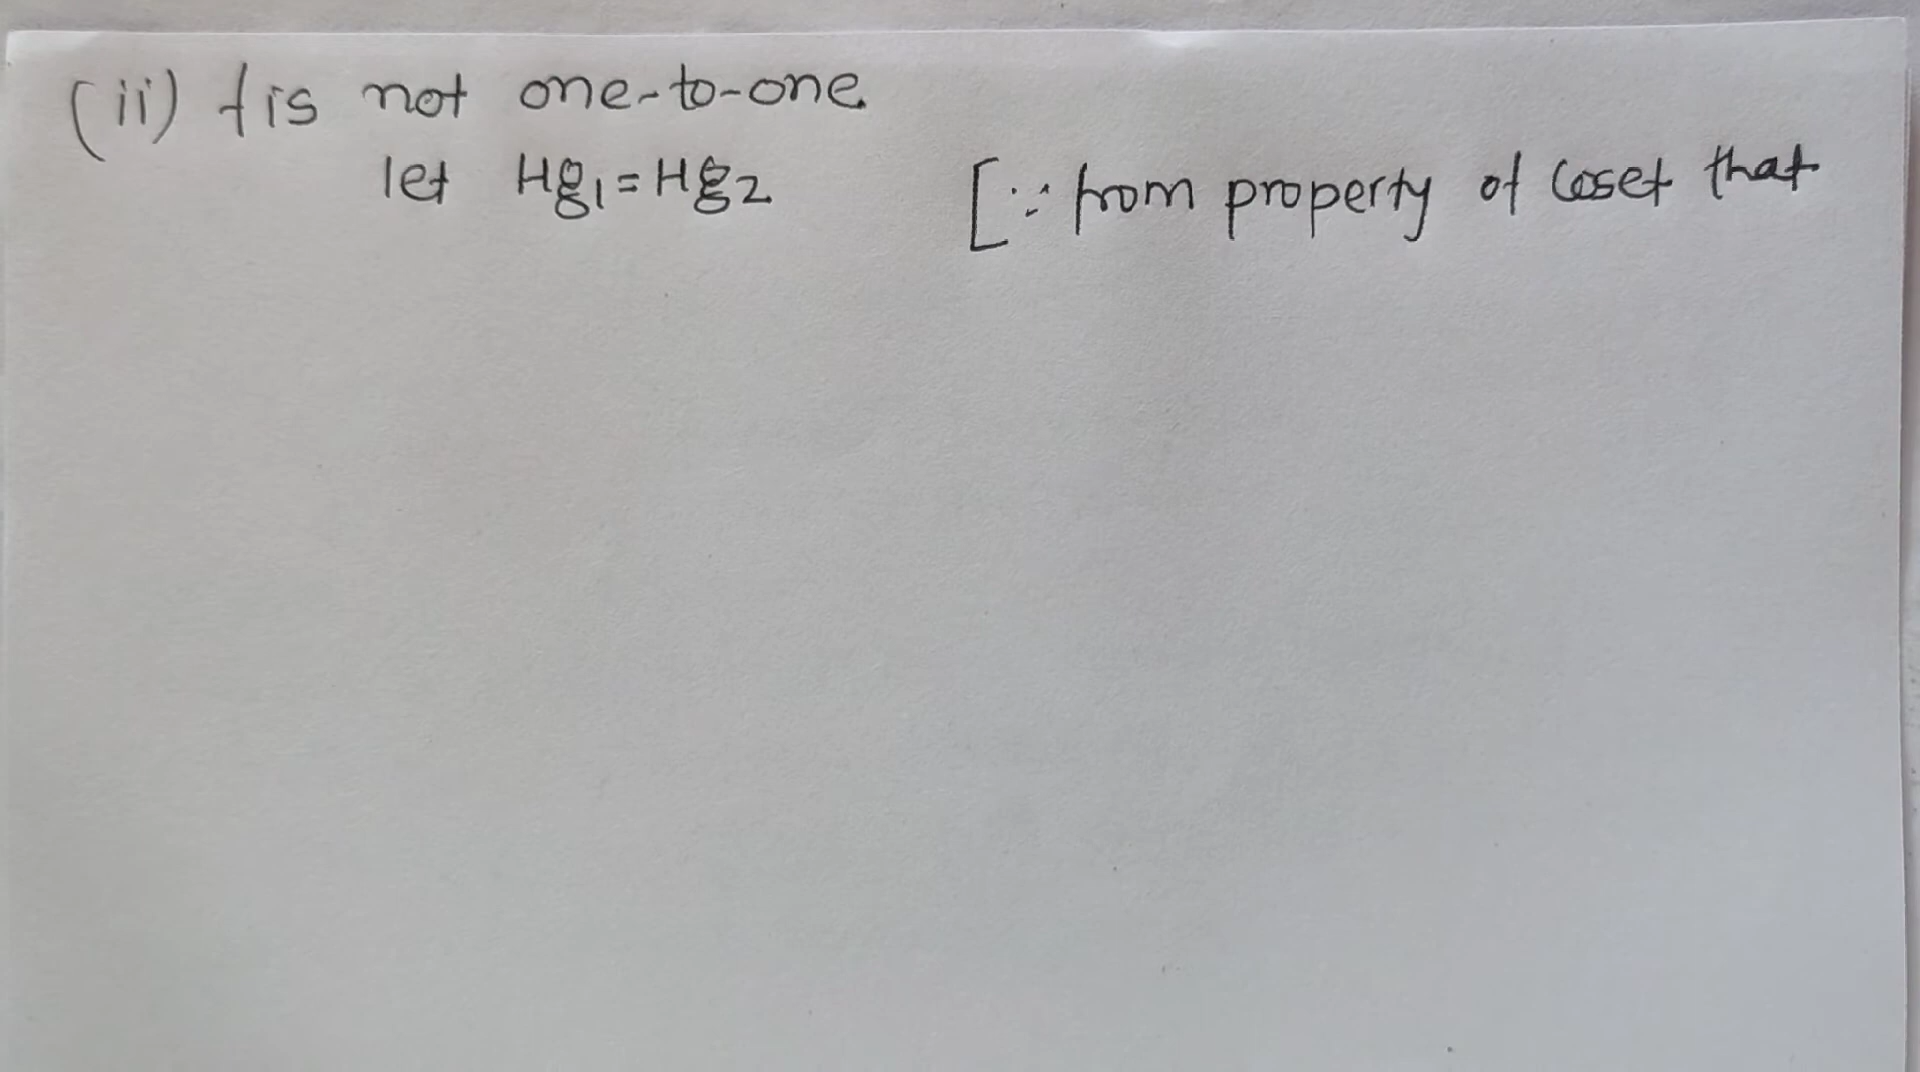 (ii) f is not one-to-one
let Hg₁ = Hg₂ [∵ from property of coset that